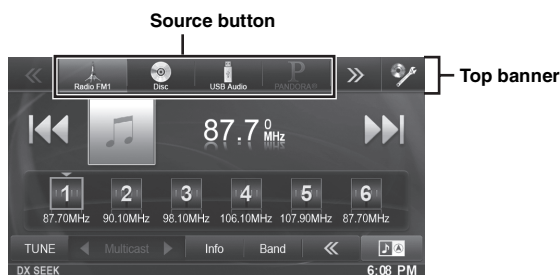 Source button
Radio FM1 Disc USB Audio P PANDORA®
Top banner
87.7 0 MHz
1 2 3 4 5 6
87.70MHz 90.10MHz 98.10MHz 106.10MHz 107.90MHz 87.70MHz
TUNE Multicast Info Band
DX SEEK 6:08 PM